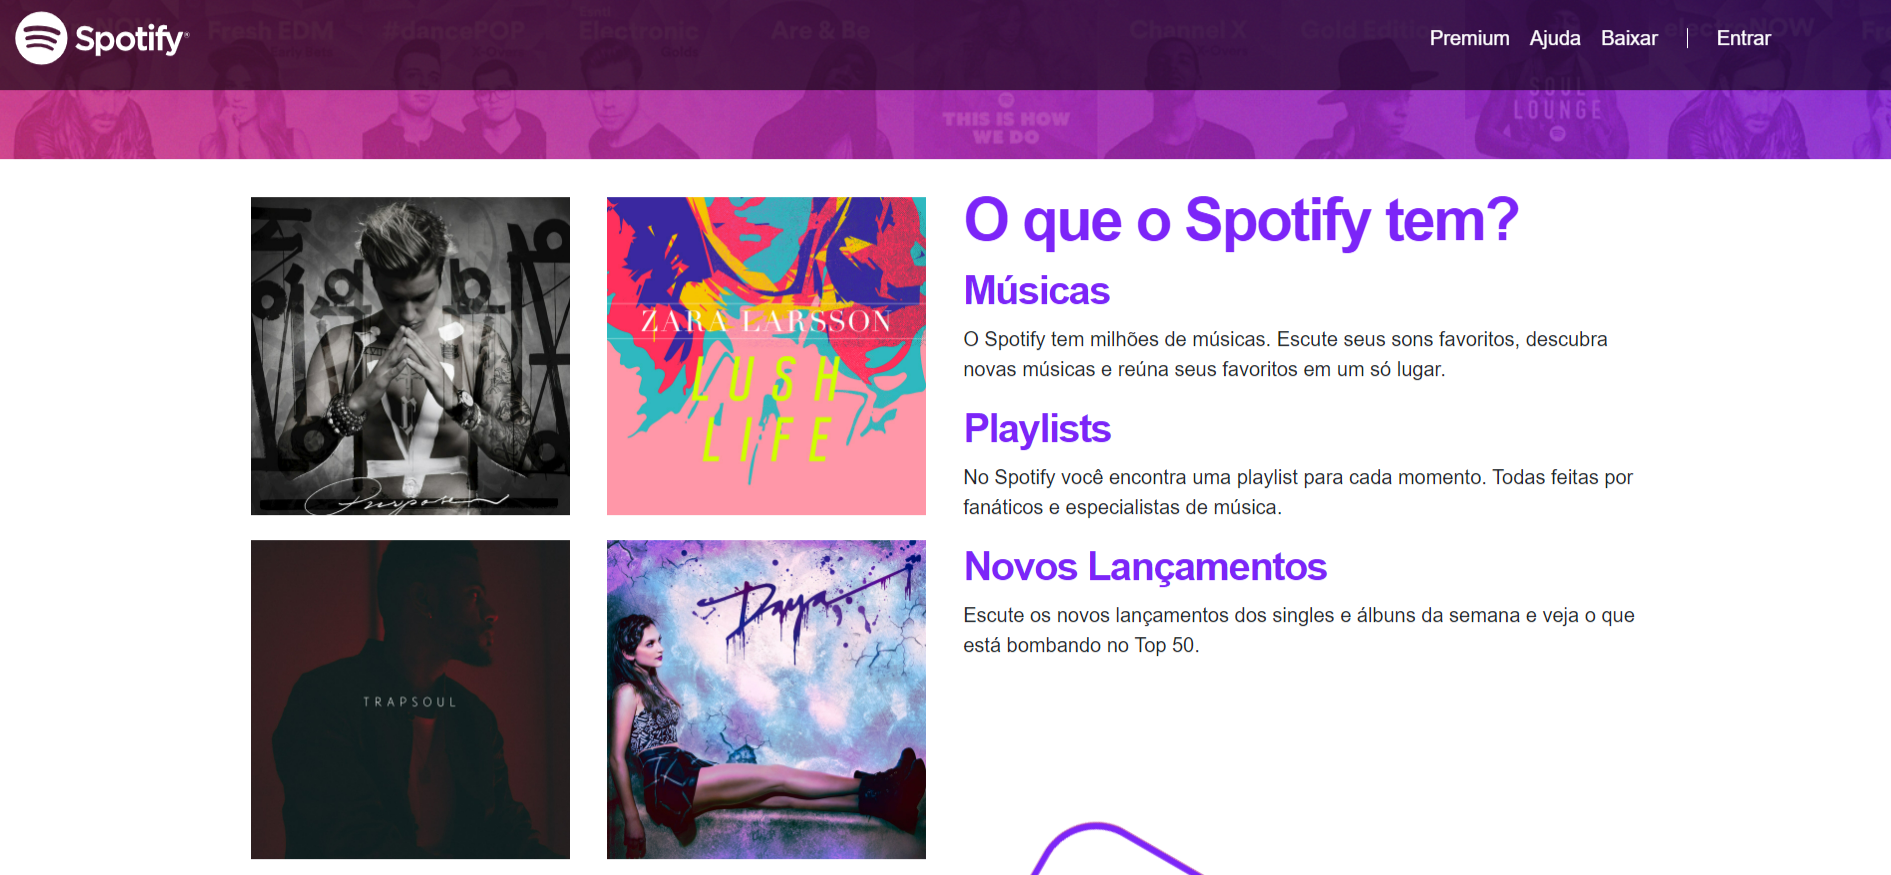 Spotify®
Premium Ajuda Baixar Entrar
Fresh EDM
#dancePOP
Electronic
Are & Be
Channel X
Gold Edition
electroNOW
Golds
THIS IS HOW
WE DO
SOUL
LOUNGE
Purpose
ZARA LARSSON
LUSH
LIFE
TRAPSOUL
Daya
O que o Spotify tem?
Músicas
O Spotify tem milhões de músicas. Escute seus sons favoritos, descubra
novas músicas e reúna seus favoritos em um só lugar.
Playlists
No Spotify você encontra uma playlist para cada momento. Todas feitas por
fanáticos e especialistas de música.
Novos Lançamentos
Escute os novos lançamentos dos singles e álbuns da semana e veja o que
está bombando no Top 50.